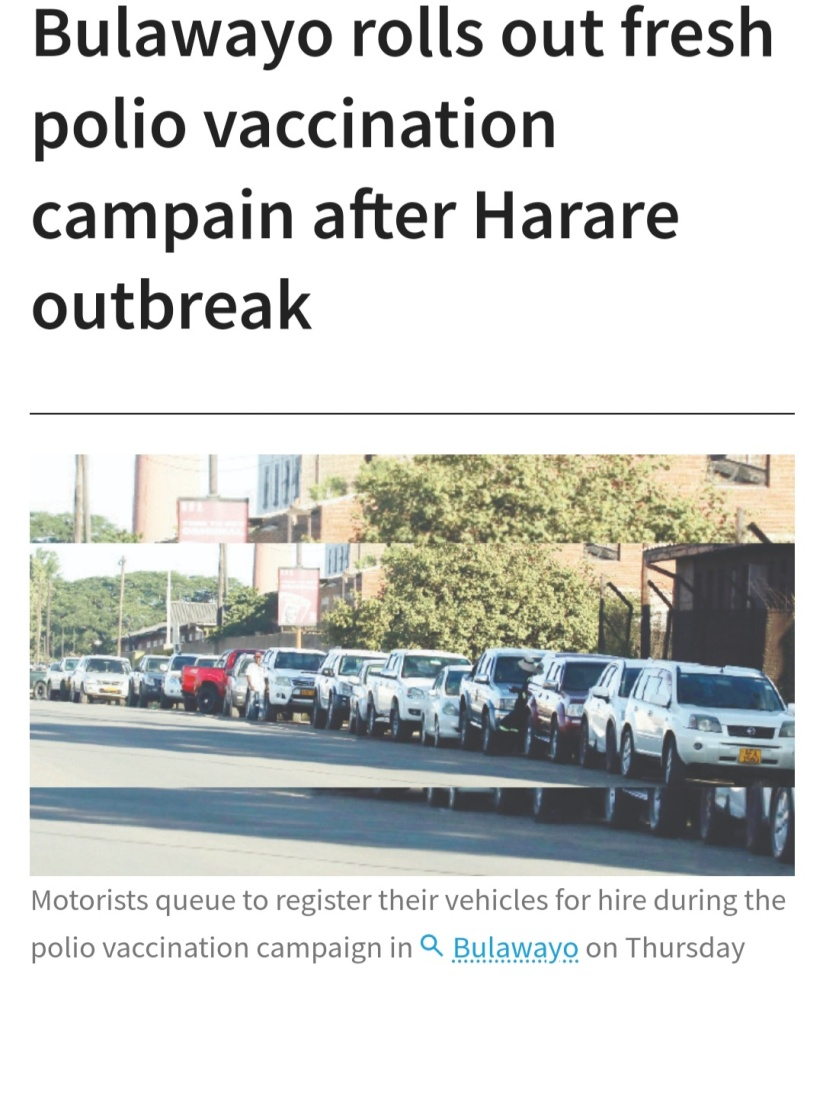 Bulawayo rolls out fresh
polio vaccination
campain after Harare
outbreak
Motorists queue to register their vehicles for hire during the
polio vaccination campaign in Bulawayo on Thursday